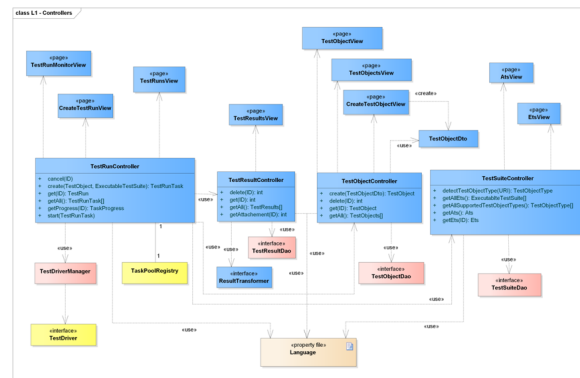 class L1 - Controllers
«page»
TestRunMonitorView
«page»
TestRunsView
«page»
CreateTestRunView
«page»
TestResultsView
«page»
TestObjectView
«page»
TestObjectsView
«page»
CreateTestObjectView
«create»
TestObjectDto
«use»
«page»
AtsView
«page»
EtsView
TestRunController
+ cancel(ID)
+ create(TestObject, ExecutableTestSuite): TestRunTask
+ get(ID): TestRun
+ getAll(): TestRunTask[]
+ getProgress(ID): TaskProgress
+ start(TestRunTask)
TestResultController
+ delete(ID): int
+ get(ID): int
+ getAll(): TestResults[]
+ getAttachement(ID): int
TestObjectController
+ create(TestObjectDto): TestObject
+ delete(ID): int
+ get(ID): TestObject
+ getAll(): TestObjects[]
TestSuiteController
+ detectTestObjectType(URI): TestObjectType
+ getAllEts(): ExecutableTestSuite[]
+ getAllSupportedTestObjectTypes(): TestObjectType[]
+ getAts(): Ats
+ getEts(ID): Ets
«use»
1
1
«use»
«use»
«use»
«use»
«use»
TestDriverManager
TaskPoolRegistry
«interface»
TestResultDao
«interface»
ResultTransformer
«interface»
TestObjectDao
«interface»
TestSuiteDao
«interface»
TestDriver
«use»
«use»
«use»
«use»
«property file»
Language